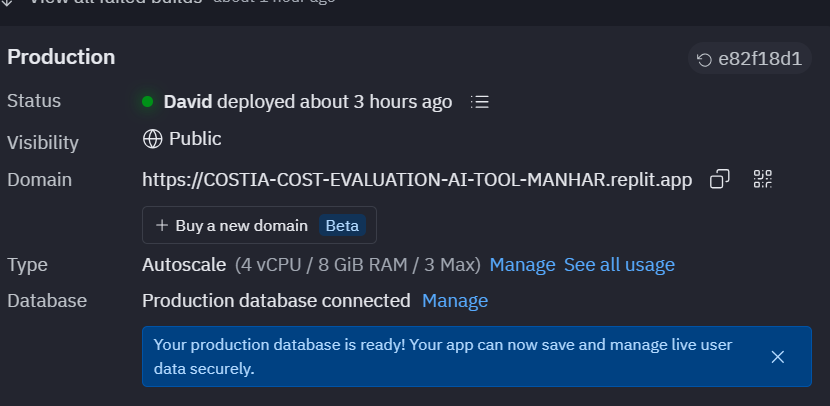 View all failed builds about 1 hour ago
Production e82f18d1
Status David deployed about 3 hours ago
Visibility Public
Domain https://COSTIA-COST-EVALUATION-AI-TOOL-MANHAR.replit.app
+ Buy a new domain Beta
Type Autoscale (4 vCPU / 8 GiB RAM / 3 Max) Manage See all usage
Database Production database connected Manage
Your production database is ready! Your app can now save and manage live user
data securely.